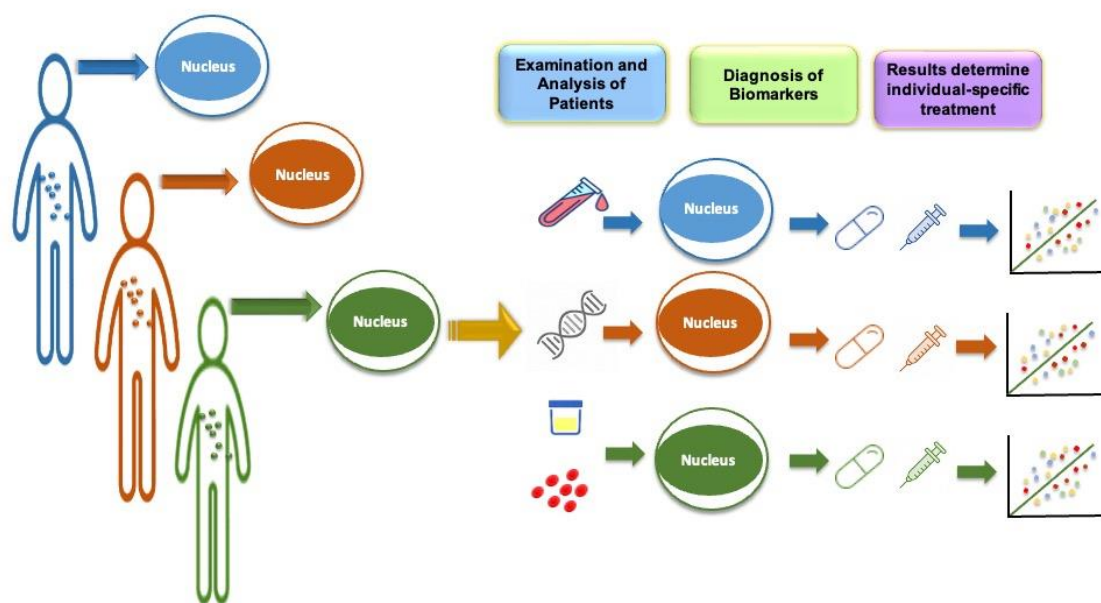 Nucleus
Nucleus
Nucleus
Examination and
Analysis of
Patients
Diagnosis of
Biomarkers
Results determine
individual-specific
treatment
Nucleus
Nucleus
Nucleus